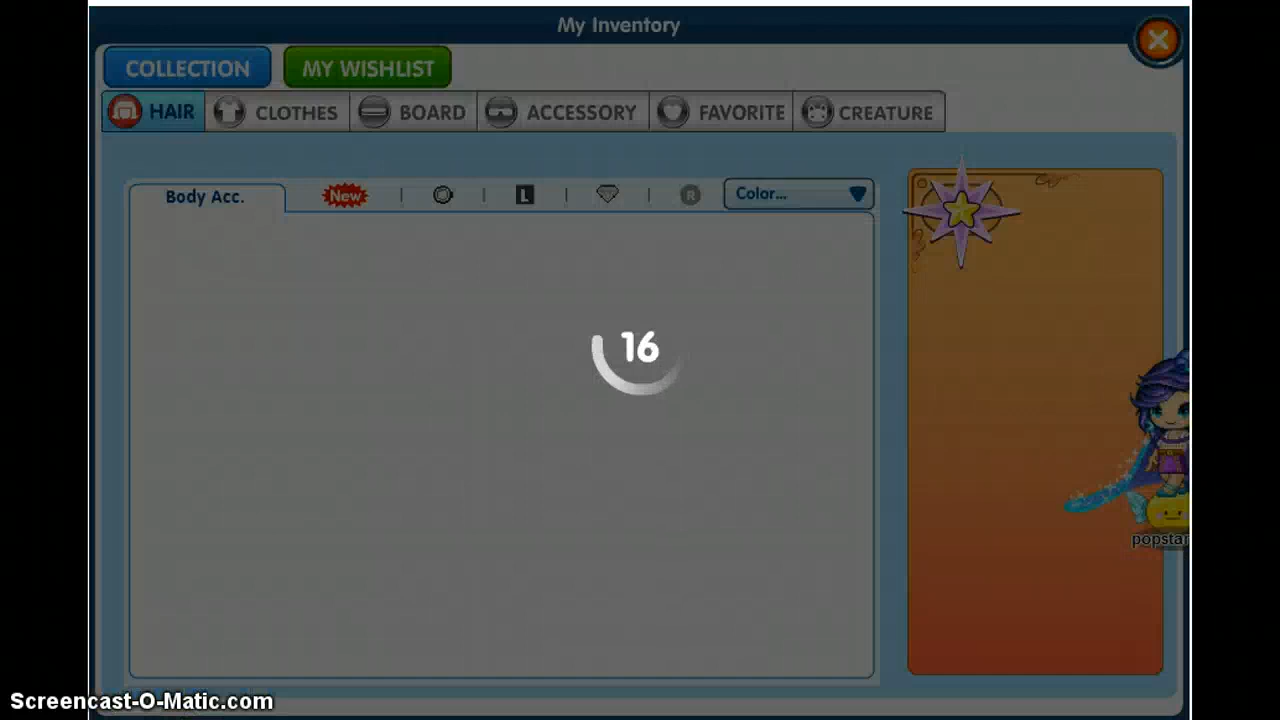 My Inventory
COLLECTION MY WISHLIST
HAIR CLOTHES BOARD ACCESSORY FAVORITE CREATURE
Body Acc. New L R Color...
16
popstar
Screencast-O-Matic.com